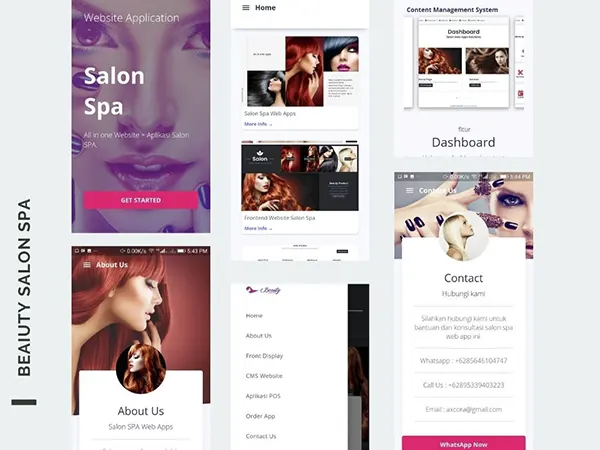 BEAIUTY SALON SPA
Website Application
Salon
Spa
All in one Website + Aplikasi Salon
SPA.
GET STARTED
5:43 PM
About Us
About Us
Salon SPA Web Apps
Home
Salon Spa Web Apps
More Info →
Salon
Frontend Website Salon Spa
More Info →
Beauty
Home
About Us
Front Display
CMS Website
Aplikasi POS
Order App
Contact Us
Content Management System
Dashboard
fitur
Dashboard
0.00K/s
5:44 PM
Contact Us
Contact
Hubungi kami
Silahkan hubungi kami untuk
bantuan dan konsultasi salon spa
web app ini
Whatsapp : +6285646104747
Call Us : +62895339403223
Email : axcora@gmail.com
WhatsApp Now